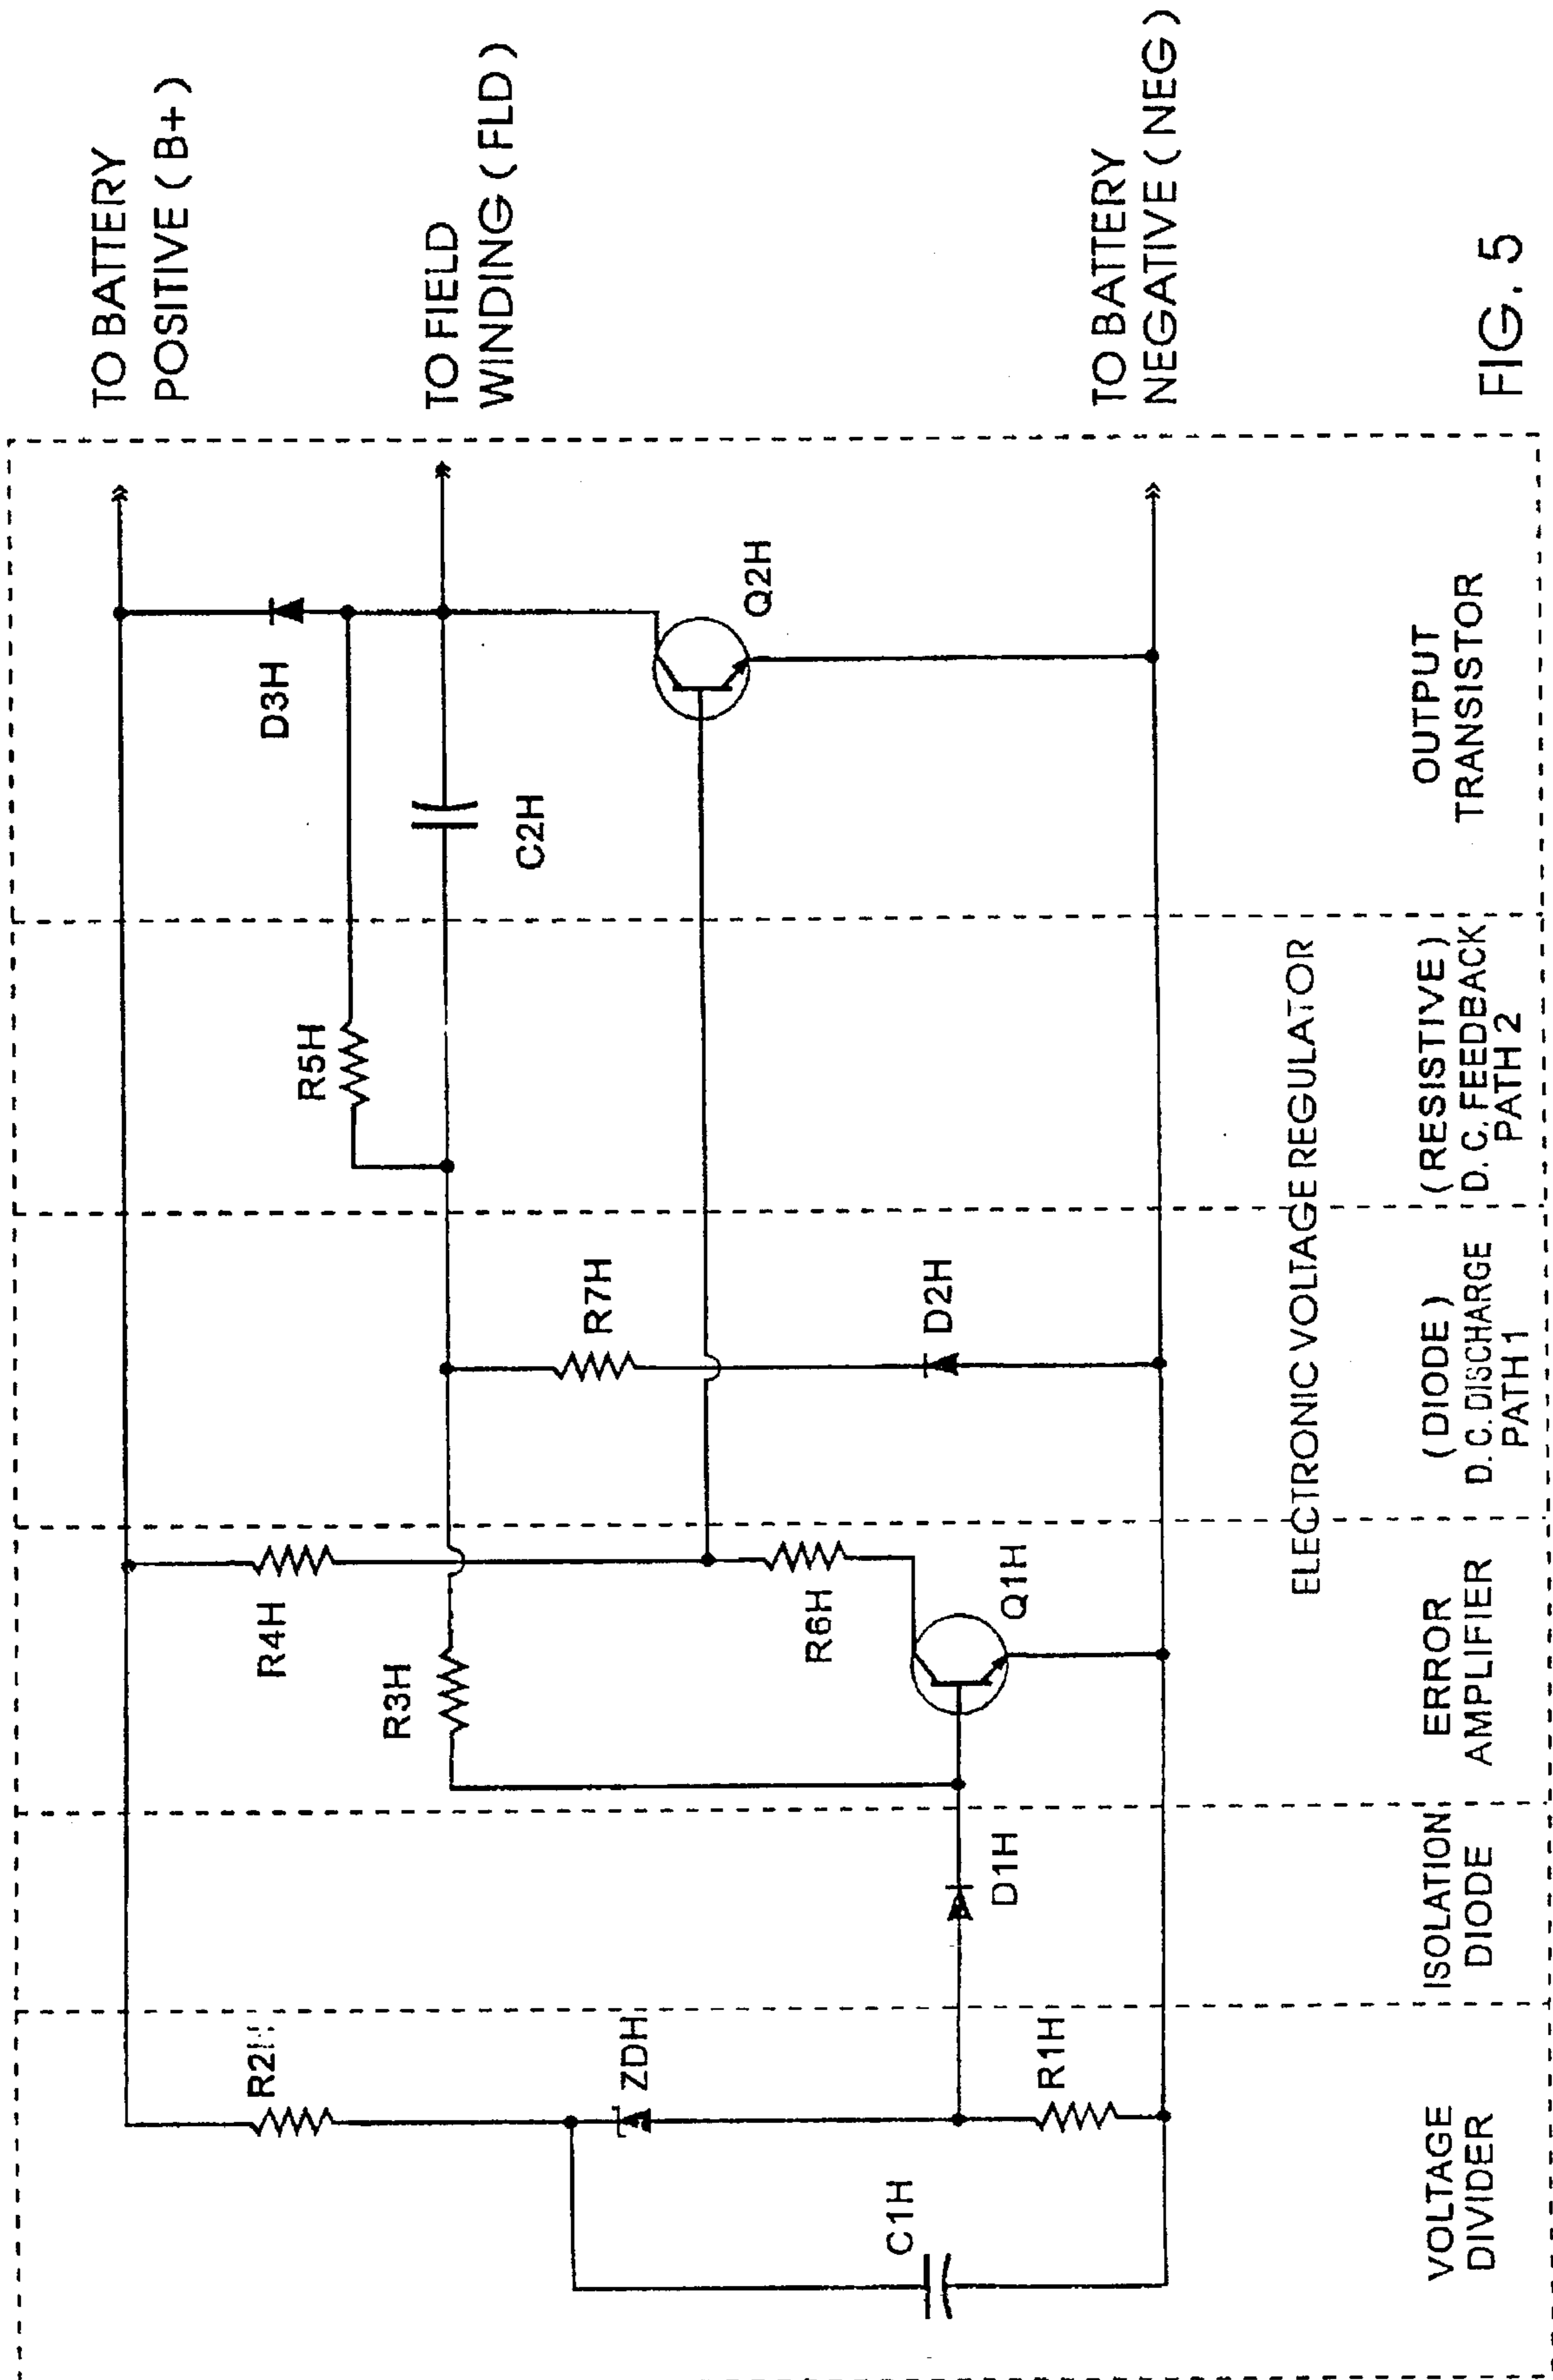 TO BATTERY
POSITIVE ( B+ )
TO FIELD
WINDING ( FLD )
TO BATTERY
NEGATIVE ( NEG )
FIG. 5
D3H
C2H
Q2H
R5H
R7H
D2H
R4H
R3H
R6H
Q1H
D1H
ZDH
R1H
C1H
ELECTRONIC VOLTAGE REGULATOR
VOLTAGE
DIVIDER
ISOLATION
DIODE
ERROR
AMPLIFIER
( DIODE )
D. C. DISCHARGE
PATH 1
( RESISTIVE )
D. C. FEEDBACK
PATH 2
OUTPUT
TRANSISTOR